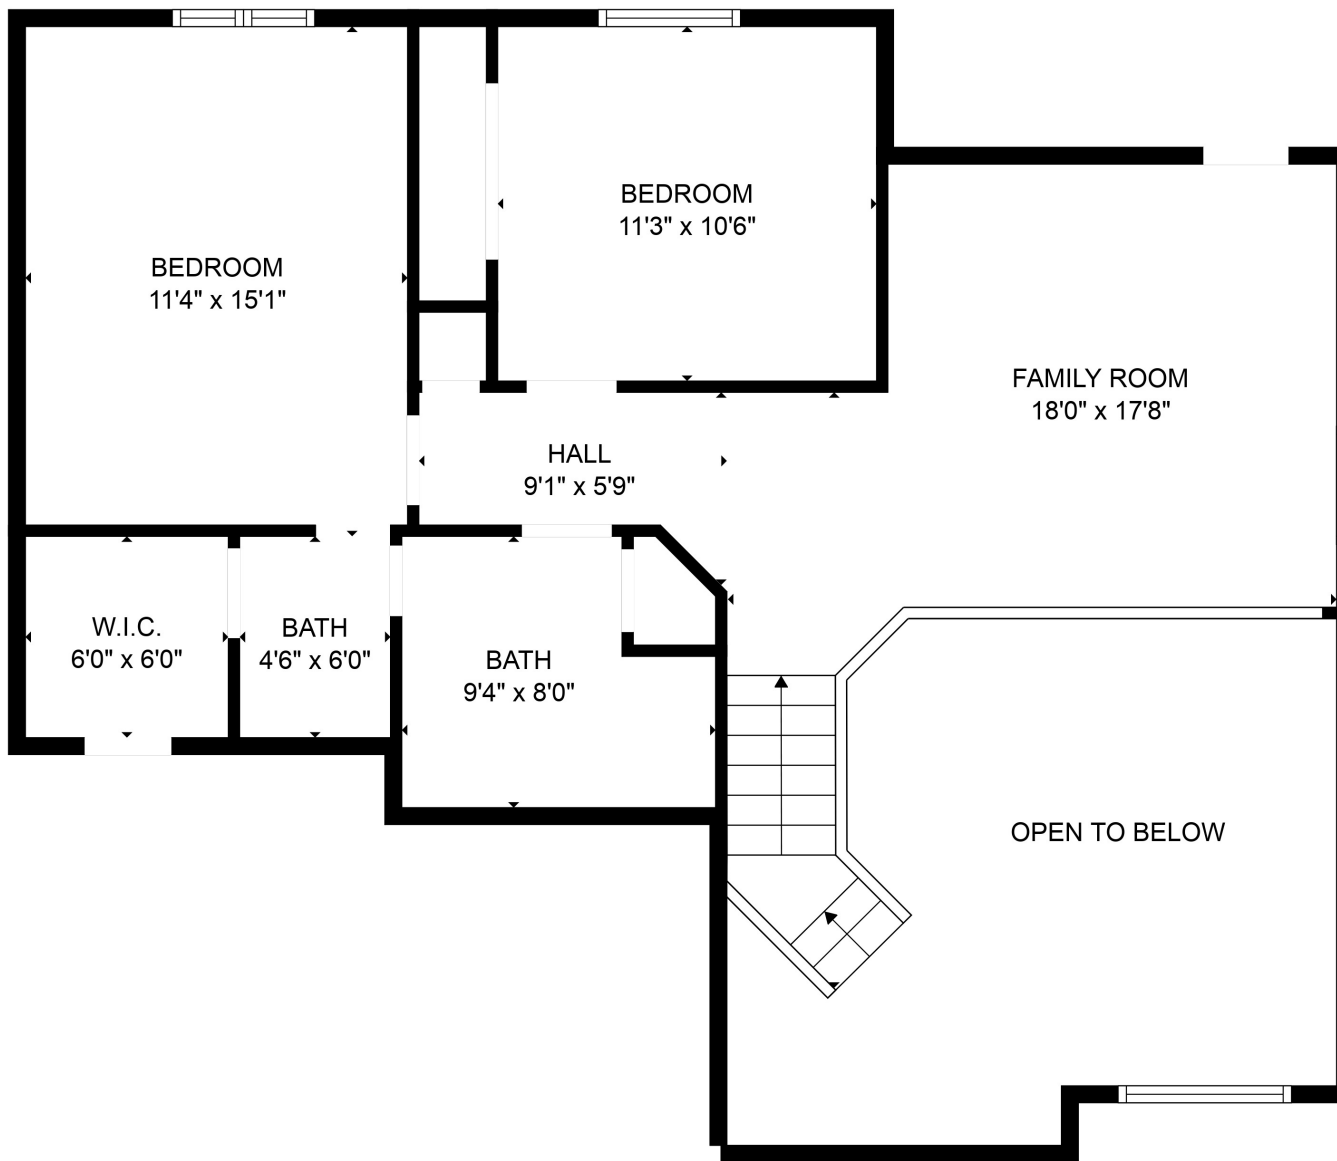 BEDROOM
11'3" x 10'6"
BEDROOM
11'4" x 15'1"
FAMILY ROOM
18'0" x 17'8"
HALL
9'1" x 5'9"
W.I.C.
6'0" x 6'0"
BATH
4'6" x 6'0"
BATH
9'4" x 8'0"
OPEN TO BELOW